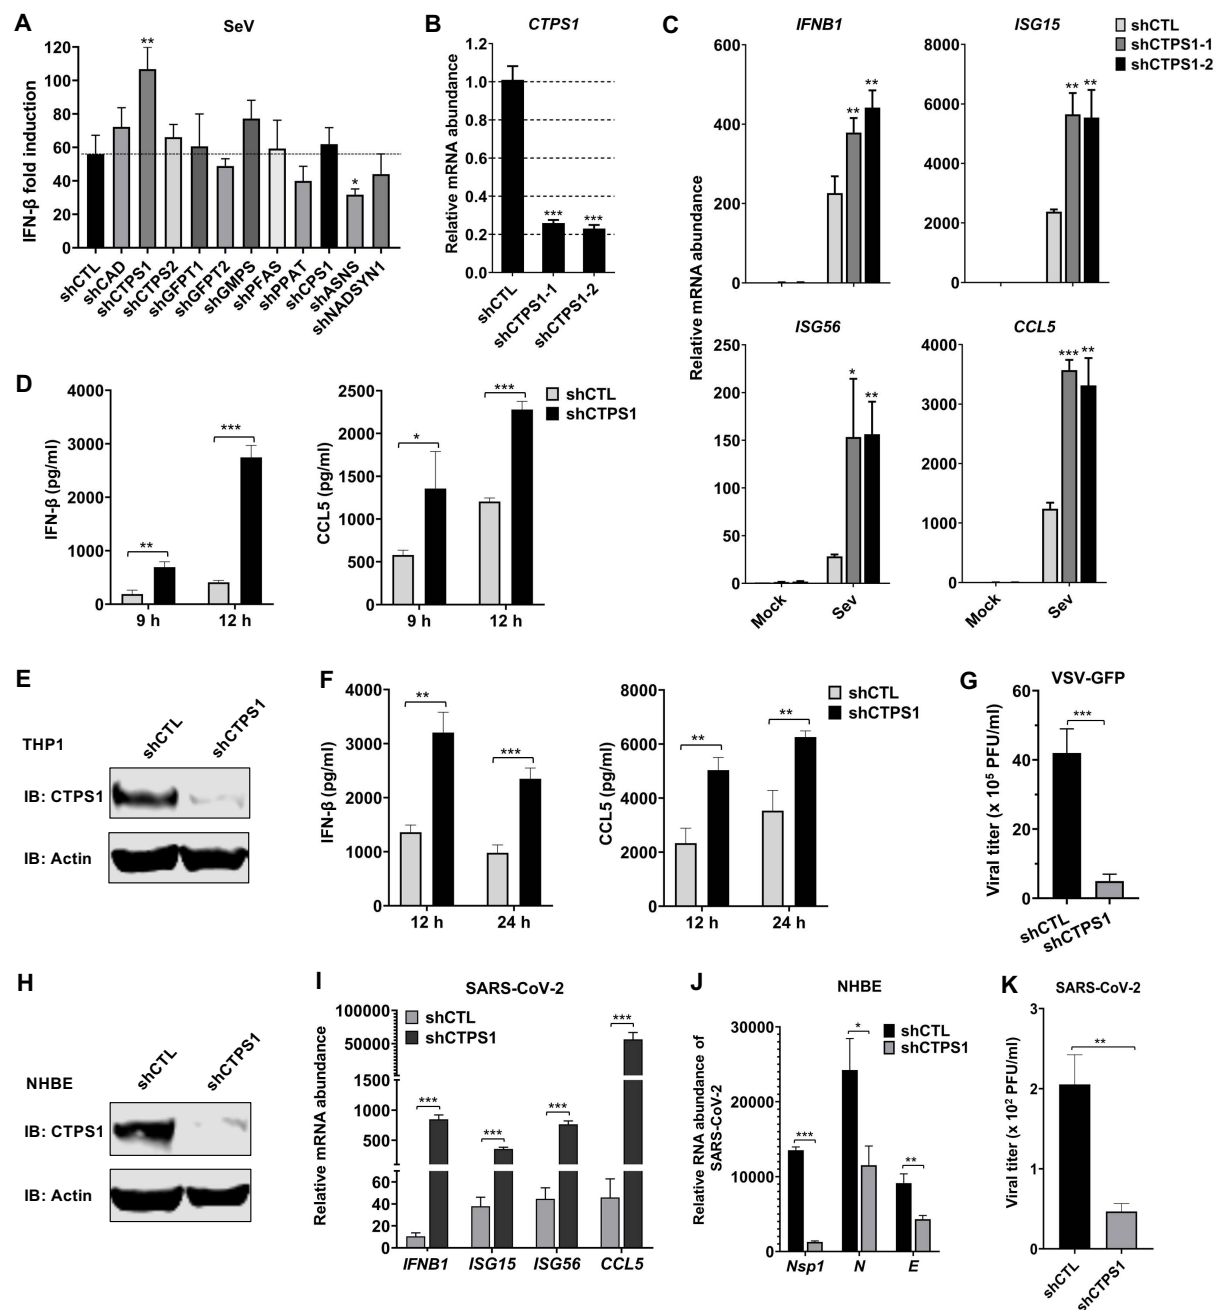 A
SeV
IFN-β fold induction
120
100
80
60
40
20
0
**
*
shCTL
shCAD
shCTPS1
shCTPS2
shGFPT1
shGFPT2
shGMPS
shPFAS
shPPAT
shCPS1
shASNS
shNADSYN1
B
CTPS1
Relative mRNA abundance
1.2
1.0
0.8
0.6
0.4
0.2
0.0
*** ***
shCTL
shCTPS1-1
shCTPS1-2
C
shCTL
shCTPS1-1
shCTPS1-2
Relative mRNA abundance
IFNB1
600
400
200
0
** **
ISG15
8000
6000
4000
2000
0
** **
ISG56
250
200
150
100
50
0
* **
Mock
Sev
CCL5
4000
3000
2000
1000
0
*** **
Mock
Sev
D
IFN-β (pg/ml)
4000
3000
2000
1000
0
** ***
9 h 12 h
CCL5 (pg/ml)
2500
2000
1500
1000
500
0
* ***
9 h 12 h
shCTL
shCTPS1
E
THP1
shCTL
shCTPS1
IB: CTPS1
IB: Actin
F
IFN-β (pg/ml)
4000
3000
2000
1000
0
** ***
12 h 24 h
CCL5 (pg/ml)
8000
6000
4000
2000
0
** **
12 h 24 h
shCTL
shCTPS1
G
VSV-GFP
Viral titer (x 10⁵ PFU/ml)
60
40
20
0
***
shCTL
shCTPS1
H
NHBE
shCTL
shCTPS1
IB: CTPS1
IB: Actin
I
SARS-CoV-2
Relative mRNA abundance
100000
50000
1500
1000
500
60
40
20
0
shCTL
shCTPS1
*** *** *** ***
IFNB1 ISG15 ISG56 CCL5
J
NHBE
Relative RNA abundance of
SARS-CoV-2
30000
20000
10000
0
shCTL
shCTPS1
*** * **
Nsp1 N E
K
SARS-CoV-2
Viral titer (x 10² PFU/ml)
3
2
1
0
**
shCTL
shCTPS1